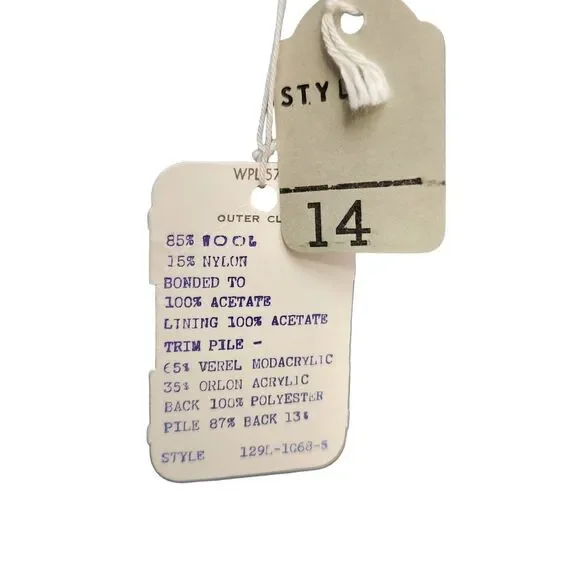 STYL
14
WPL 57
OUTER CL
85% WOOL
15% NYLON
BONDED TO
100% ACETATE
LINING 100% ACETATE
TRIM PILE -
65% VEREL MODACRYLIC
35% ORLON ACRYLIC
BACK 100% POLYESTER
PILE 87% BACK 13%
STYLE 129L-1068-S